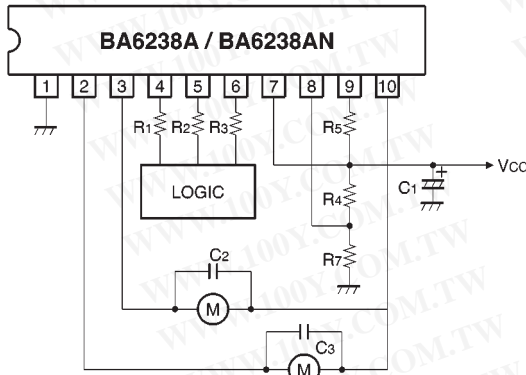 BA6238A / BA6238AN
1 2 3 4 5 6 7 8 9 10
R1 R2 R3 R5
LOGIC
VCC
C1
+
R4
R7
C2
M
C3
M
WWW.100Y.COM.TW